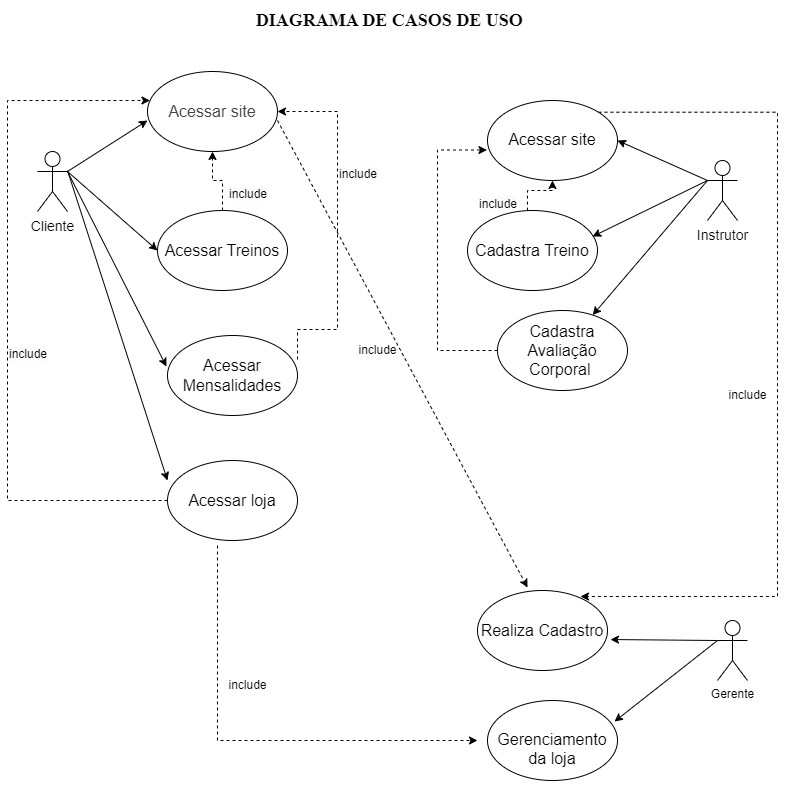 DIAGRAMA DE CASOS DE USO
Acessar site
include
include
Cliente
Acessar Treinos
include
Acessar
Mensalidades
include
Acessar loja
include
Acessar site
include
Cadastra Treino
Instrutor
Cadastra
Avaliação
Corporal
include
Realiza Cadastro
Gerente
Gerenciamento
da loja